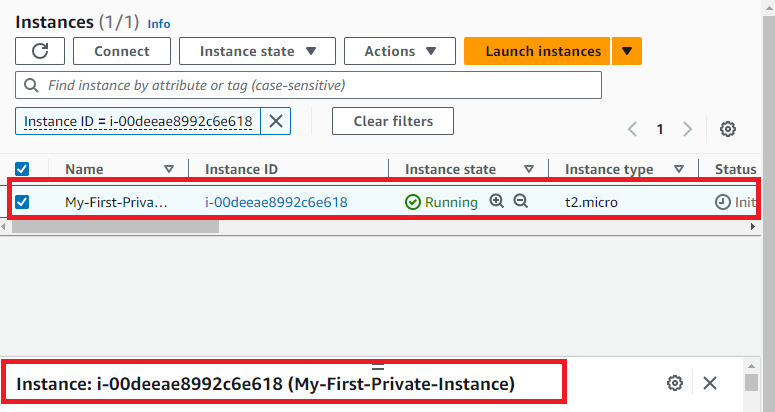 Instances (1/1) Info
Connect Instance state Actions Launch instances
Find instance by attribute or tag (case-sensitive)
Instance ID = i-00deeae8992c6e618 Clear filters
1
Name Instance ID Instance state Instance type Status
My-First-Priva... i-00deeae8992c6e618 Running t2.micro Init
Instance: i-00deeae8992c6e618 (My-First-Private-Instance)